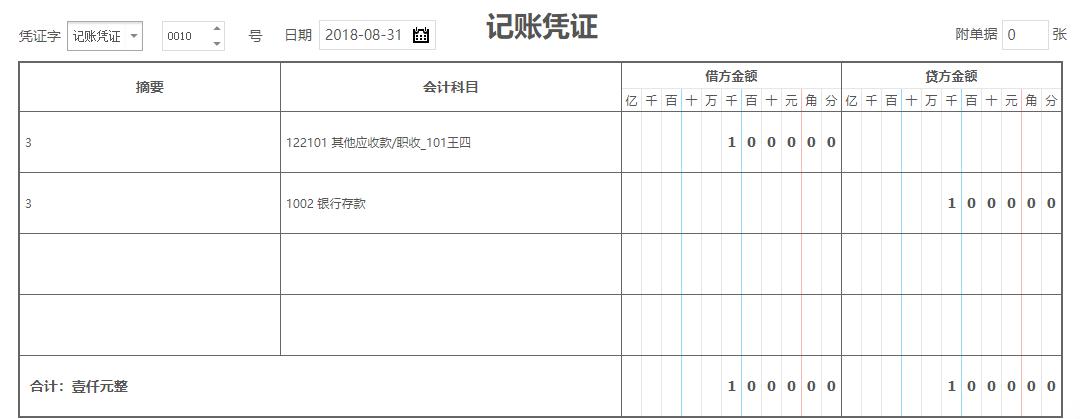 记账凭证
凭证字 记账凭证 0010 号 日期 2018-08-31 附单据 0 张
摘要 会计科目 借方金额 贷方金额
亿 千 百 十 万 千 百 十 元 角 分 亿 千 百 十 万 千 百 十 元 角 分
3 122101 其他应收款/职收_101王四 1 0 0 0 0 0
3 1002 银行存款 1 0 0 0 0 0
合计：壹仟元整 1 0 0 0 0 0 1 0 0 0 0 0